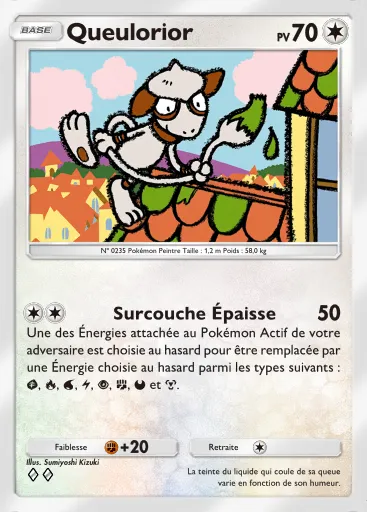 BASE Queulorior PV 70
N° 0235 Pokémon Peintre Taille : 1,2 m Poids : 58,0 kg
Surcouche Épaisse 50
Une des Énergies attachée au Pokémon Actif de votre
adversaire est choisie au hasard pour être remplacée par
une Énergie choisie au hasard parmi les types suivants :
, , , , , , et .
Faiblesse +20 Retraite
Illus. Sumiyoshi Kizuki
La teinte du liquide qui coule de sa queue
varie en fonction de son humeur.